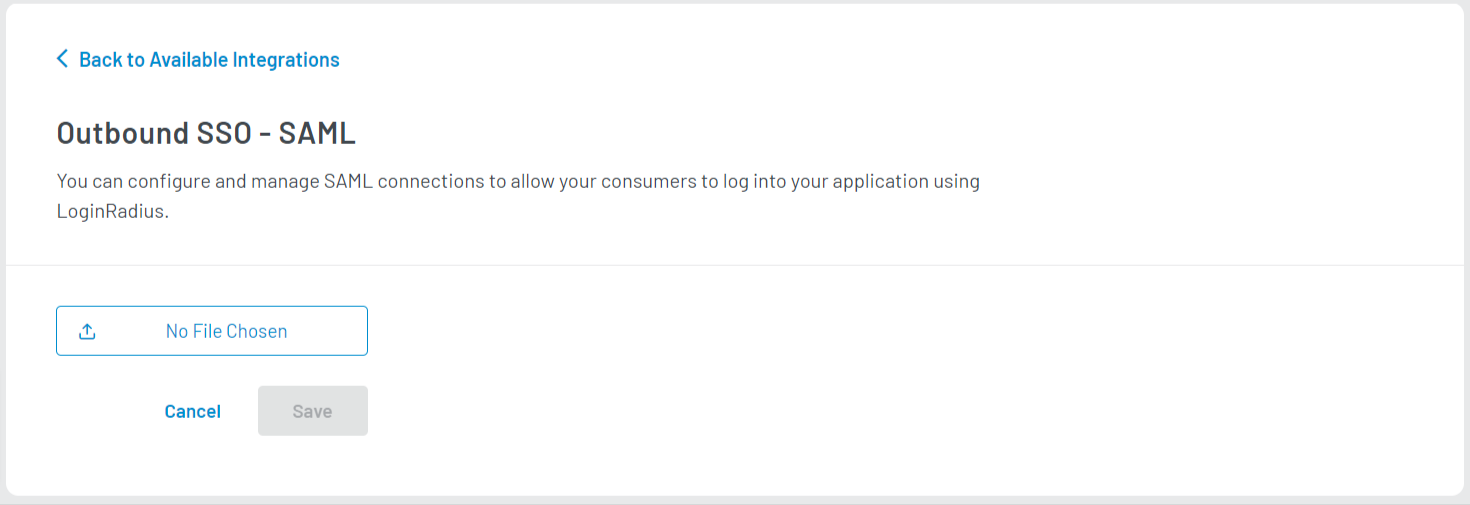 Back to Available Integrations
Outbound SSO - SAML
You can configure and manage SAML connections to allow your consumers to log into your application using
LoginRadius.
No File Chosen
Cancel
Save